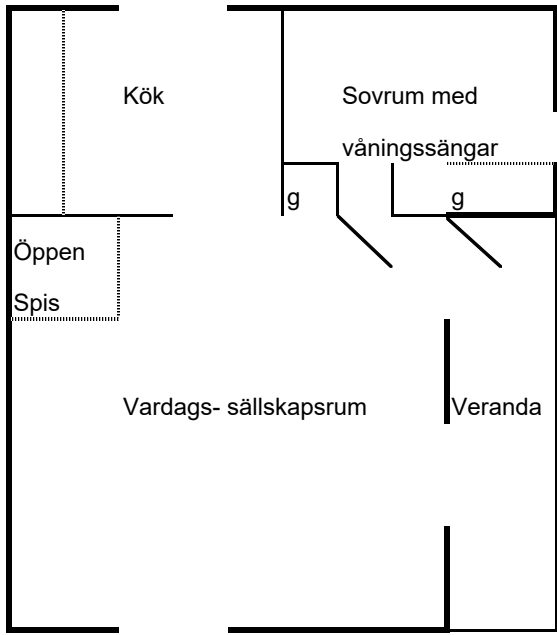 Kök
Sovrum med
våningssängar
g
g
Öppen
Spis
Vardags- sällskapsrum
Veranda